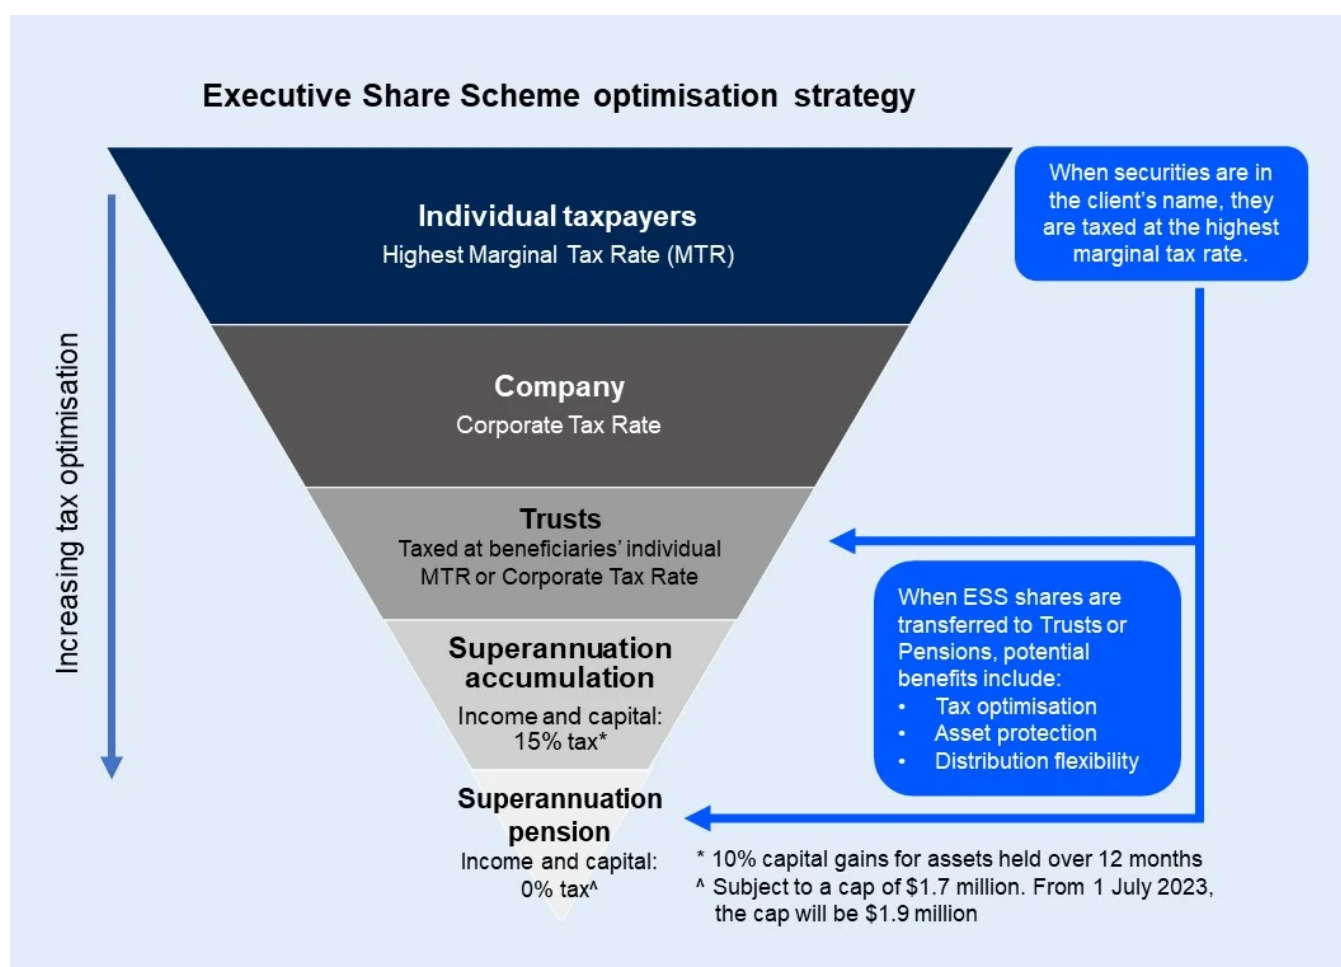 Executive Share Scheme optimisation strategy
Individual taxpayers
Highest Marginal Tax Rate (MTR)
When securities are in
the client's name, they
are taxed at the highest
marginal tax rate.
Increasing tax optimisation
Company
Corporate Tax Rate
Trusts
Taxed at beneficiaries' individual
MTR or Corporate Tax Rate
When ESS shares are
transferred to Trusts or
Pensions, potential
benefits include:
• Tax optimisation
• Asset protection
• Distribution flexibility
Superannuation
accumulation
Income and capital:
15% tax*
Superannuation
pension
Income and capital:
0% tax^
* 10% capital gains for assets held over 12 months
^ Subject to a cap of $1.7 million. From 1 July 2023,
the cap will be $1.9 million